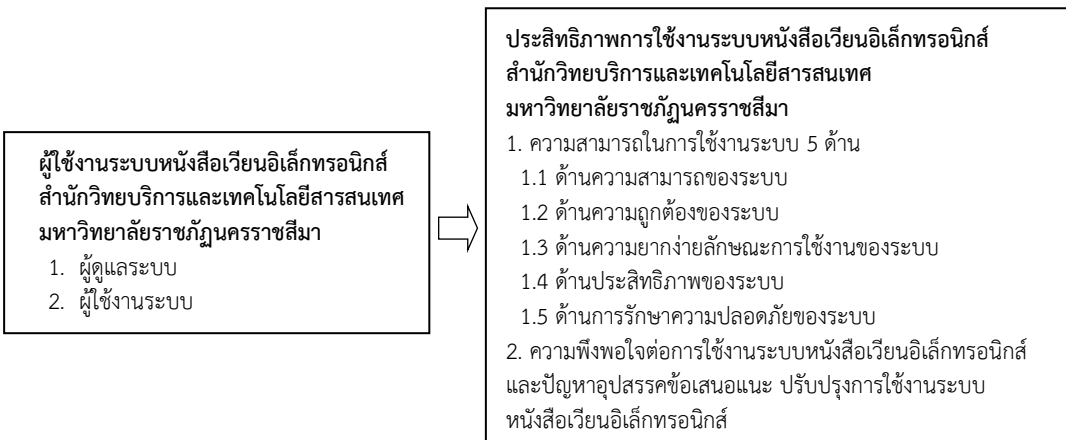 ผู้ใช้งานระบบหนังสือเวียนอิเล็กทรอนิกส์
สำนักวิทยบริการและเทคโนโลยีสารสนเทศ
มหาวิทยาลัยราชภัฏนครราชสีมา
1. ผู้ดูแลระบบ
2. ผู้ใช้งานระบบ
ประสิทธิภาพการใช้งานระบบหนังสือเวียนอิเล็กทรอนิกส์
สำนักวิทยบริการและเทคโนโลยีสารสนเทศ
มหาวิทยาลัยราชภัฏนครราชสีมา
1. ความสามารถในการใช้งานระบบ 5 ด้าน
1.1 ด้านความสามารถของระบบ
1.2 ด้านความถูกต้องของระบบ
1.3 ด้านความยากง่ายลักษณะการใช้งานของระบบ
1.4 ด้านประสิทธิภาพของระบบ
1.5 ด้านการรักษาความปลอดภัยของระบบ
2. ความพึงพอใจต่อการใช้งานระบบหนังสือเวียนอิเล็กทรอนิกส์
และปัญหาอุปสรรคข้อเสนอแนะ ปรับปรุงการใช้งานระบบ
หนังสือเวียนอิเล็กทรอนิกส์